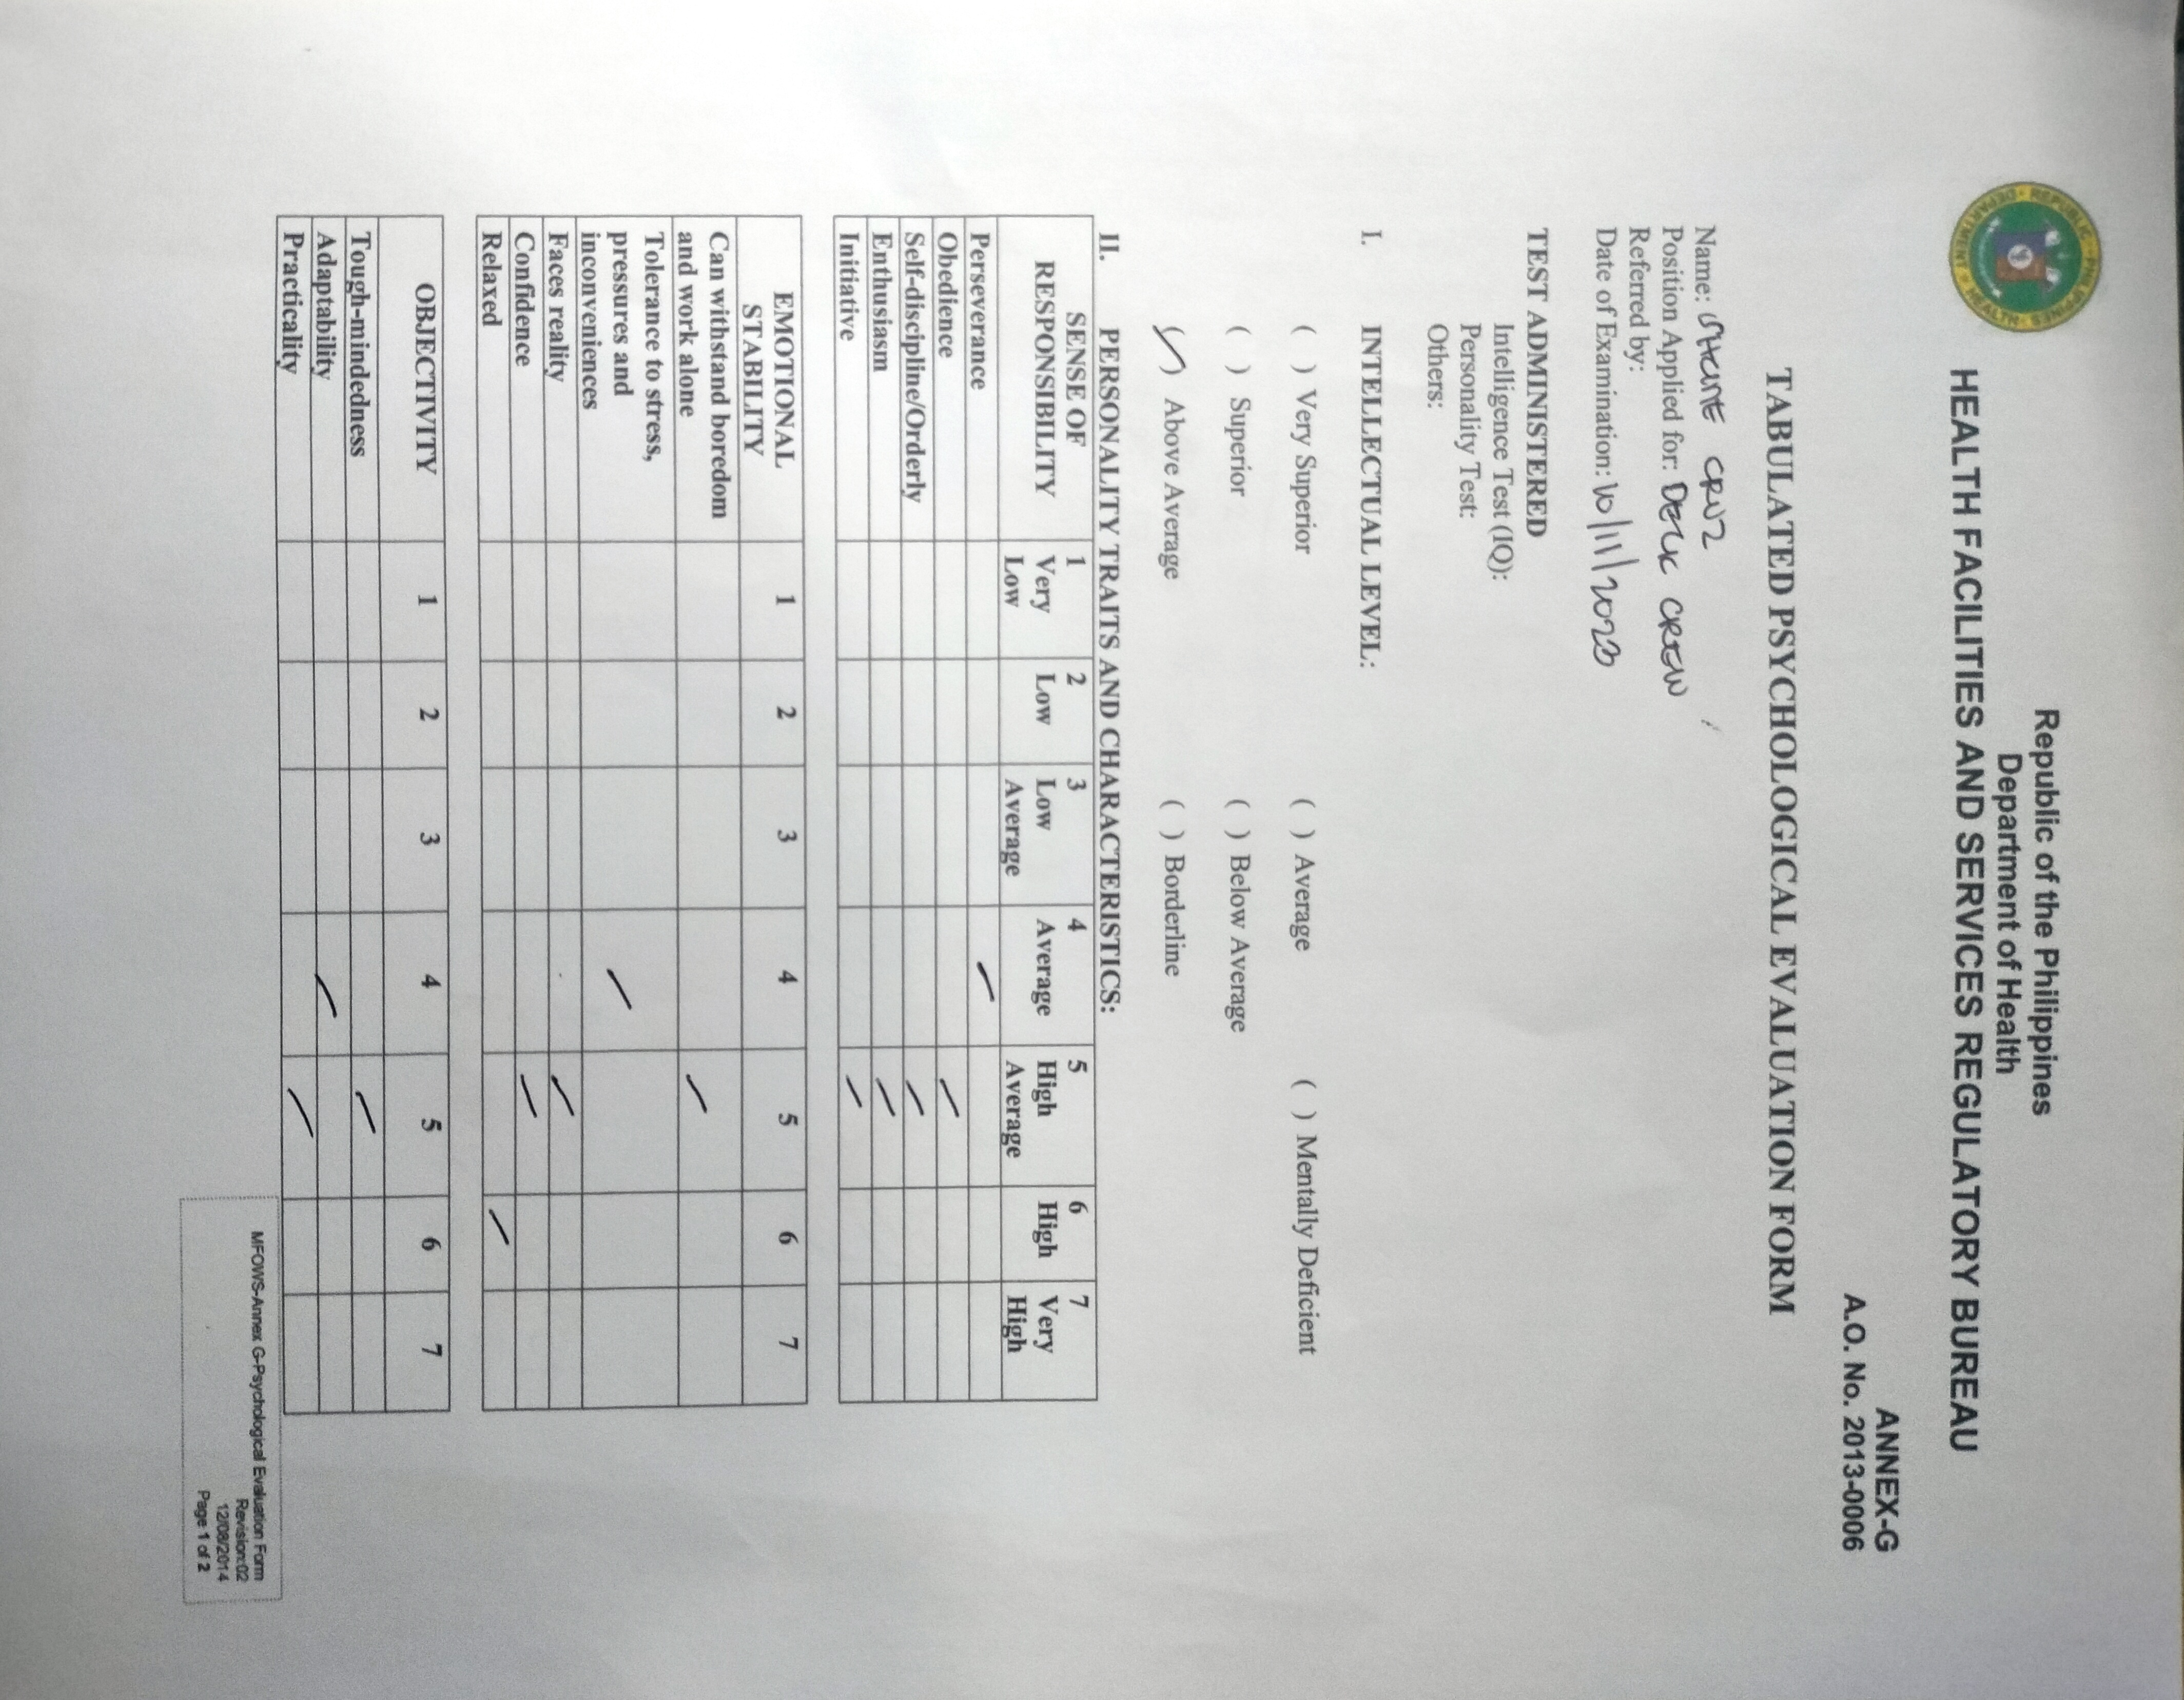 REPUBLIC OF THE PHILIPPINES
DEPARTMENT OF HEALTH
Republic of the Philippines
Department of Health
HEALTH FACILITIES AND SERVICES REGULATORY BUREAU
ANNEX-G
A.O. No. 2013-0006
TABULATED PSYCHOLOGICAL EVALUATION FORM
Name: SHANE CRUZ
Position Applied for: DECK CREW
Referred by:
Date of Examination: 10/11/2023
TEST ADMINISTERED
Intelligence Test (IQ):
Personality Test:
Others:
I. INTELLECTUAL LEVEL:
( ) Very Superior ( ) Average ( ) Mentally Deficient
( ) Superior ( ) Below Average
(/) Above Average ( ) Borderline
II. PERSONALITY TRAITS AND CHARACTERISTICS:
SENSE OF 1 2 3 4 5 6 7
RESPONSIBILITY Very Low Low Average High High Very
Low Average Average High
Perseverance /
Obedience /
Self-discipline/Orderly /
Enthusiasm /
Initiative /
EMOTIONAL 1 2 3 4 5 6 7
STABILITY
Can withstand boredom
and work alone /
Tolerance to stress,
pressures and /
inconveniences
Faces reality /
Confidence /
Relaxed /
OBJECTIVITY 1 2 3 4 5 6 7
Tough-mindedness /
Adaptability /
Practicality /
MFOWS-Annex G-Psychological Evaluation Form
Revision:02
12/08/2014
Page 1 of 2